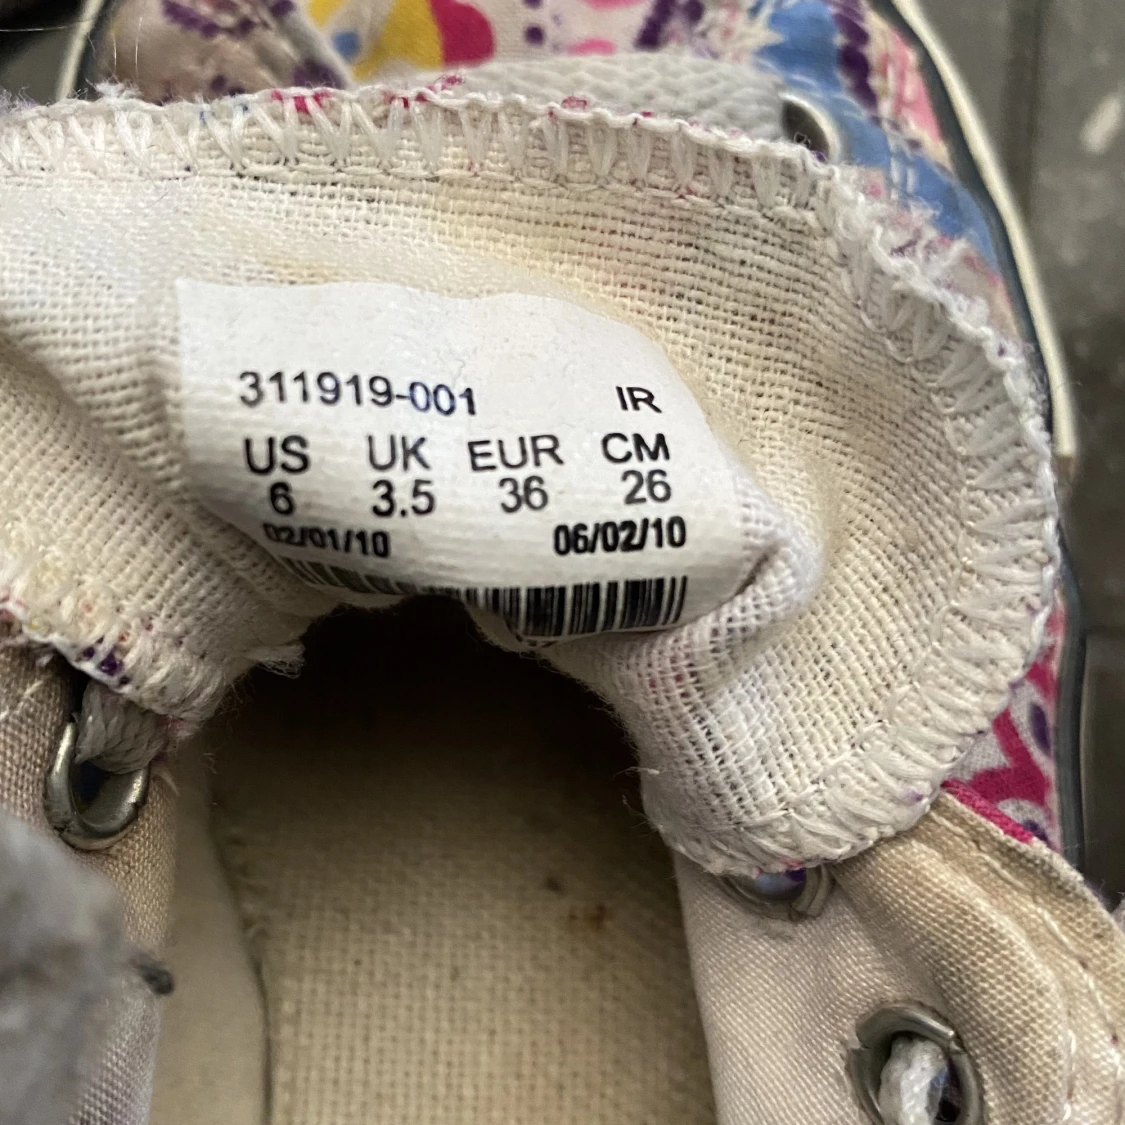 311919-001 IR
US UK EUR CM
6 3.5 36 26
02/01/10 06/02/10